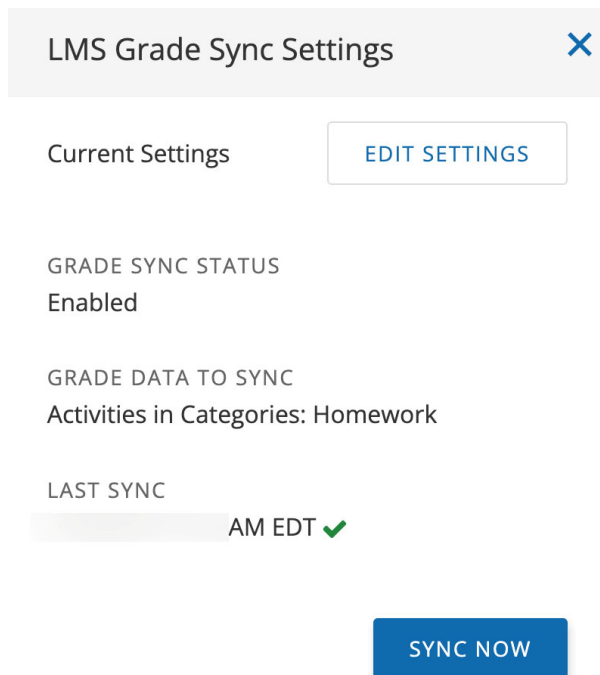 LMS Grade Sync Settings
Current Settings
EDIT SETTINGS
GRADE SYNC STATUS
Enabled
GRADE DATA TO SYNC
Activities in Categories: Homework
LAST SYNC
AM EDT
SYNC NOW